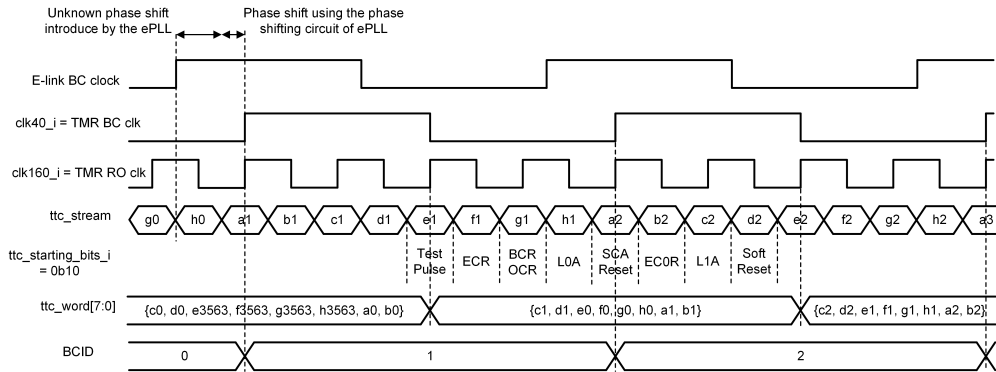 Unknown phase shift
introduce by the ePLL
Phase shift using the phase
shifting circuit of ePLL
E-link BC clock
clk40_i = TMR BC clk
clk160_i = TMR RO clk
ttc_stream
g0 h0 a1 b1 c1 d1 e1 f1 g1 h1 a2 b2 c2 d2 e2 f2 g2 h2 a3
ttc_starting_bits_i
= 0b10
Test
Pulse
ECR
BCR
OCR
L0A
SCA
Reset
EC0R
L1A
Soft
Reset
ttc_word[7:0]
{c0, d0, e3563, f3563, g3563, h3563, a0, b0}
{c1, d1, e0, f0, g0, h0, a1, b1}
{c2, d2, e1, f1, g1, h1, a2, b2}
BCID
0
1
2